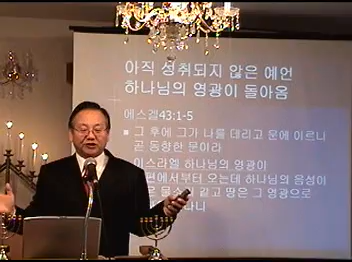 아직 성취되지 않은 예언
하나님의 영광이 돌아옴
에스겔43:1-5
그 후에 그가 나를 데리고 문에 이르니
곧 동향한 문이라
이스라엘 하나님의 영광이
편에서부터 오는데 하나님의 음성이
은 물소리 같고 땅은 그 영광으로
나니